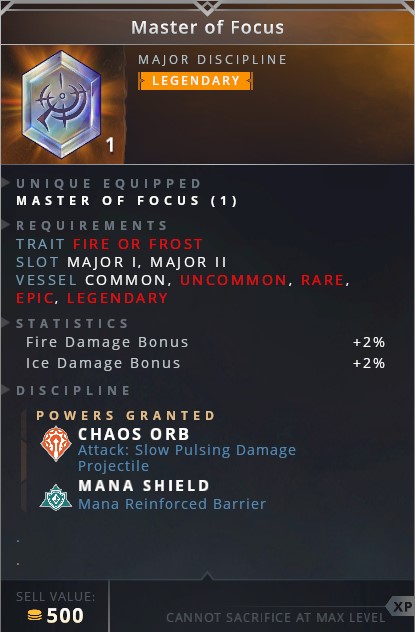 Master of Focus
MAJOR DISCIPLINE
LEGENDARY
1
UNIQUE EQUIPPED
MASTER OF FOCUS (1)
REQUIREMENTS
TRAIT FIRE OR FROST
SLOT MAJOR I, MAJOR II
VESSEL COMMON, UNCOMMON, RARE,
EPIC, LEGENDARY
STATISTICS
Fire Damage Bonus +2%
Ice Damage Bonus +2%
DISCIPLINE
POWERS GRANTED
CHAOS ORB
Attack: Slow Pulsing Damage
Projectile
MANA SHIELD
Mana Reinforced Barrier
.
.
SELL VALUE:
500
XP
CANNOT SACRIFICE AT MAX LEVEL